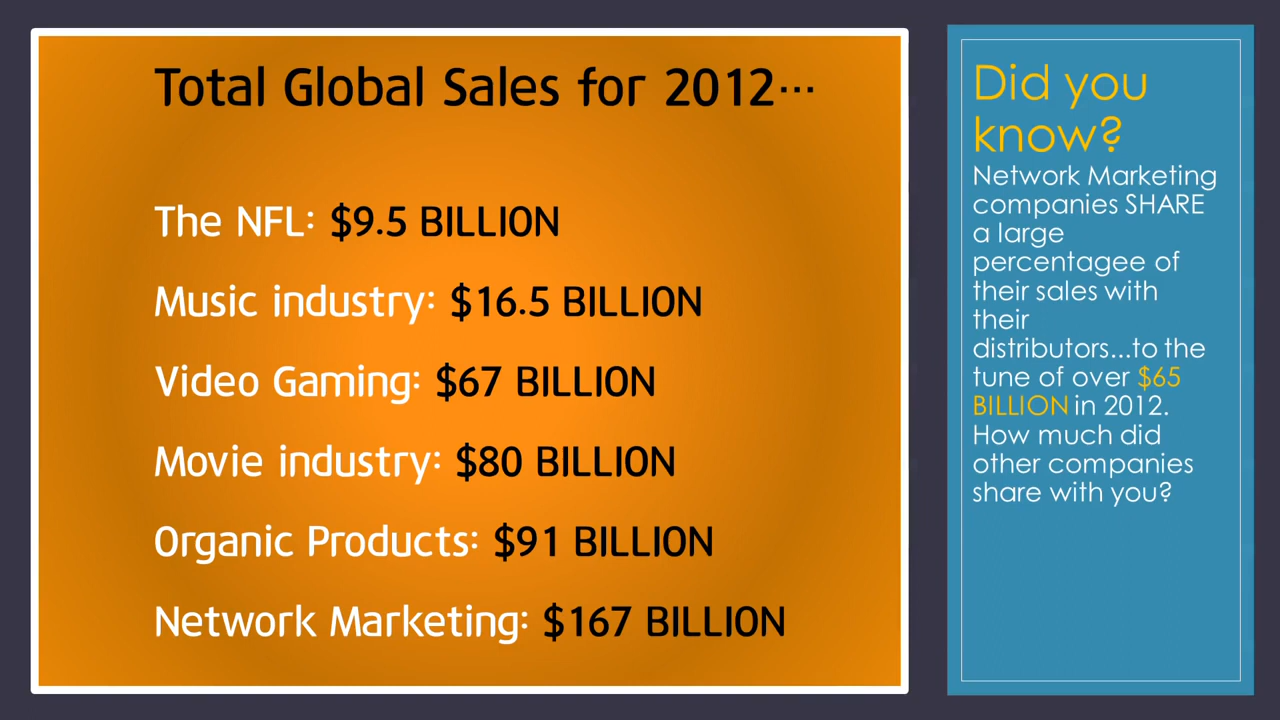 Total Global Sales for 2012...
The NFL: $9.5 BILLION
Music industry: $16.5 BILLION
Video Gaming: $67 BILLION
Movie industry: $80 BILLION
Organic Products: $91 BILLION
Network Marketing: $167 BILLION
Did you
know?
Network Marketing
companies SHARE
a large
percentagee of
their sales with
their
distributors...to the
tune of over $65
BILLION in 2012.
How much did
other companies
share with you?